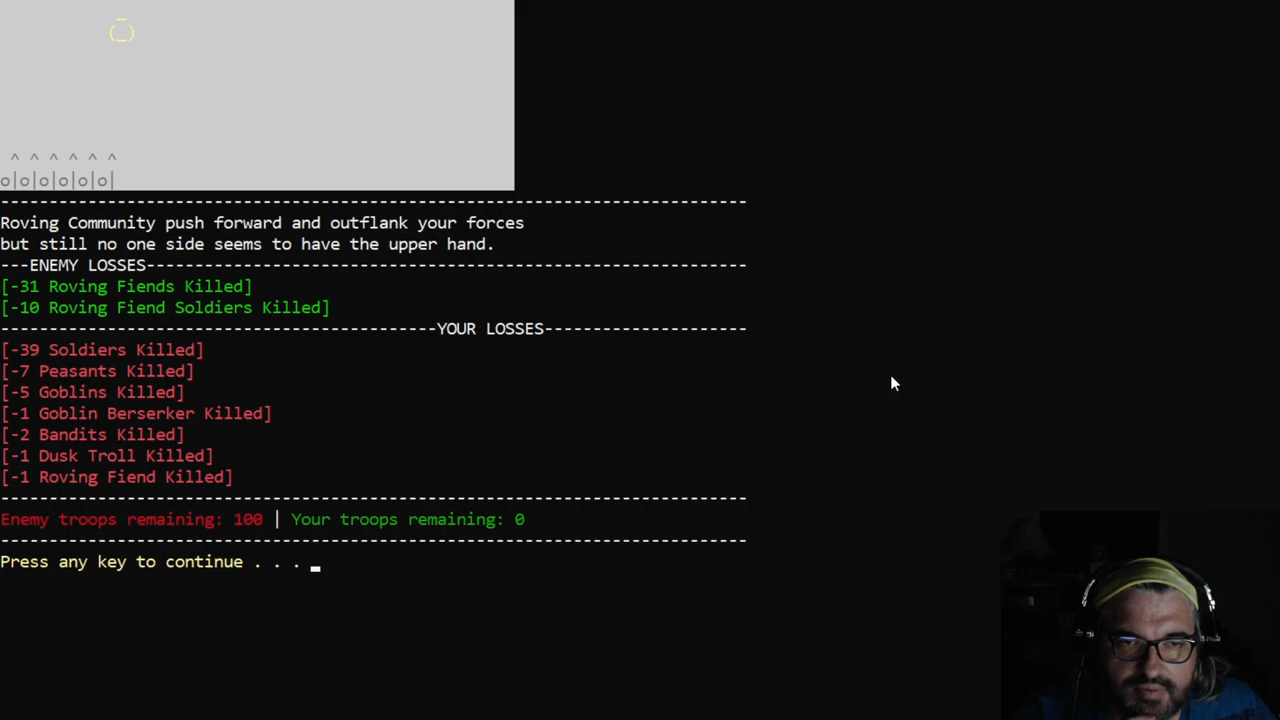 _
(_)
^ ^ ^ ^ ^ ^
o|o|o|o|o|o|
-----------------------------------------------------------------------------
Roving Community push forward and outflank your forces
but still no one side seems to have the upper hand.
---ENEMY LOSSES--------------------------------------------------------------
[-31 Roving Fiends Killed]
[-10 Roving Fiend Soldiers Killed]
---------------------------------------------YOUR LOSSES---------------------
[-39 Soldiers Killed]
[-7 Peasants Killed]
[-5 Goblins Killed]
[-1 Goblin Berserker Killed]
[-2 Bandits Killed]
[-1 Dusk Troll Killed]
[-1 Roving Fiend Killed]
-----------------------------------------------------------------------------
Enemy troops remaining: 100 | Your troops remaining: 0
-----------------------------------------------------------------------------
Press any key to continue . . . _